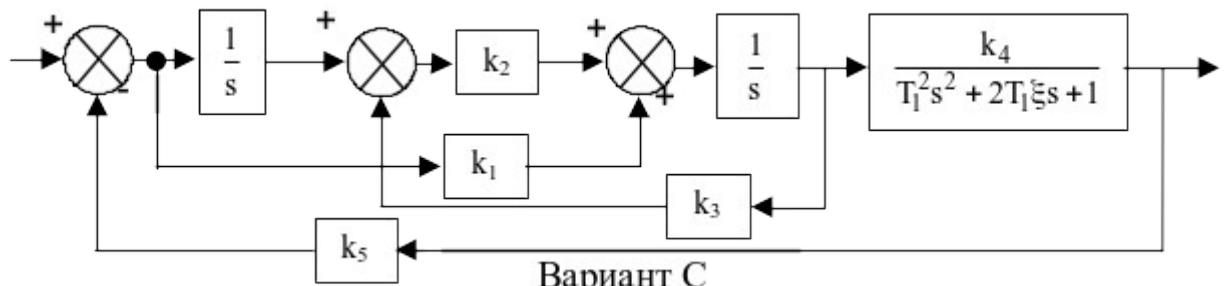 + - 1/s + k₂ + + 1/s k₄/(T₁²s² + 2T₁ξs + 1)
k₁
k₃
k₅
Вариант С